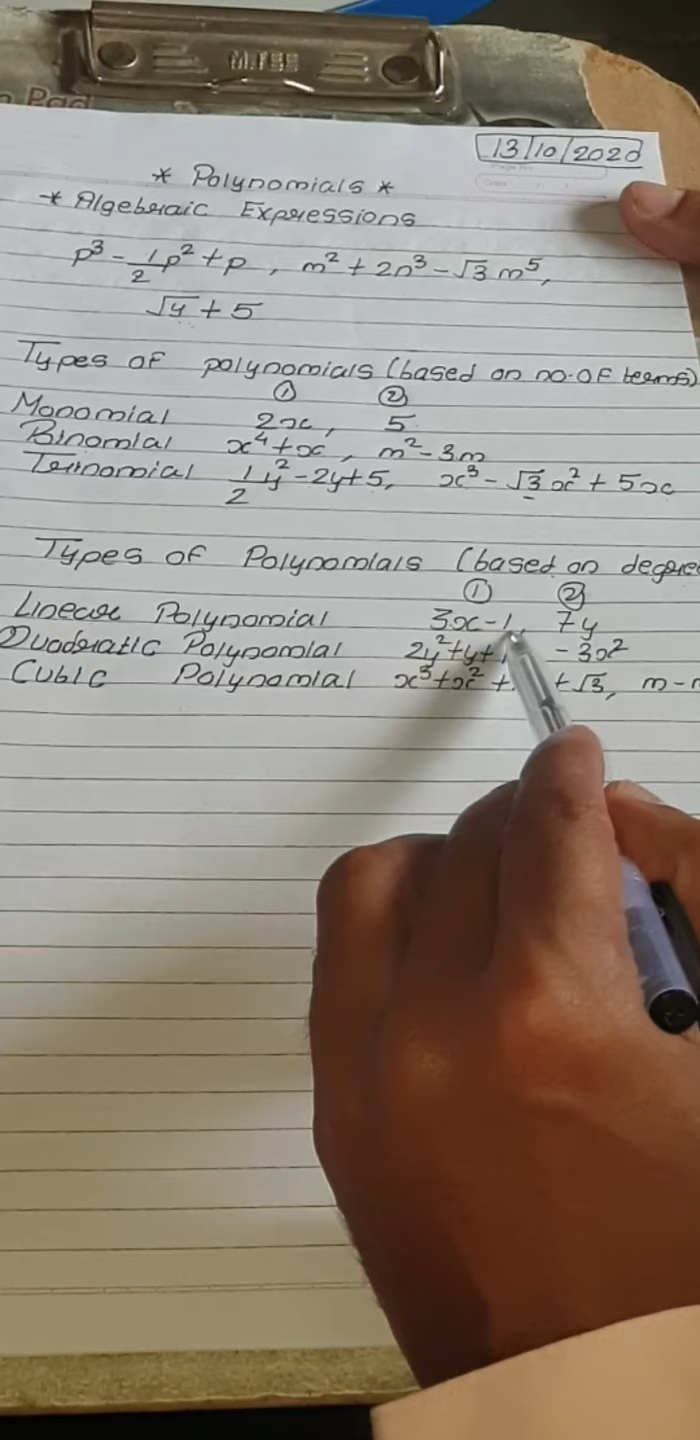 M.TEE
Pad
13/10/2020
* Polynomials *
* Algebraic Expressions
p³ - 1/2 p² + p , m² + 2n³ - √3 m⁵,
√y + 5
Types of polynomials (based on no. of terms)
① ②
Monomial 2x, 5
Binomial x⁴+x , m²-3m
Trinomial 1/2 y² - 2y+5, x³ - √3 x² + 5x
Types of Polynomials (based on degree
① ②
Linear Polynomial 3x-1, 7y
Quadratic Polynomial 2y²+y+ -3x²
Cubic Polynomial x³+x²+ +√3, m-